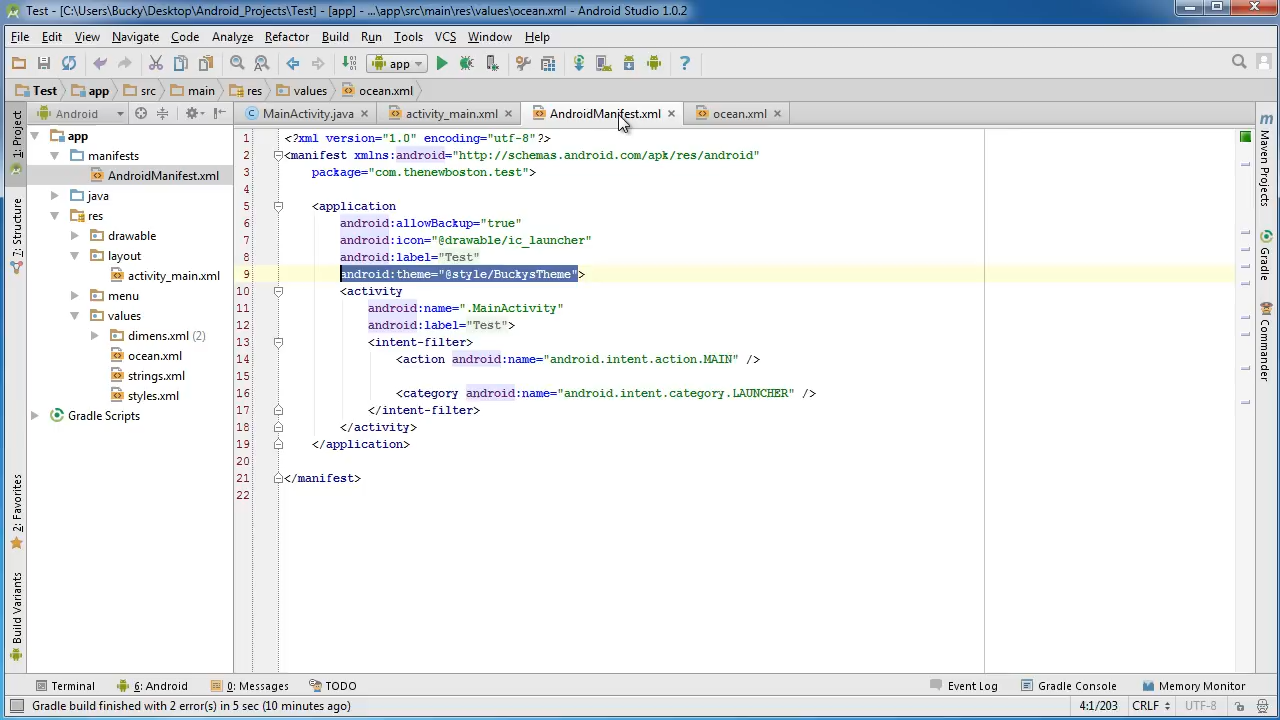 Test - [C:\Users\Bucky\Desktop\Android_Projects\Test] - [app] - ...\app\src\main\res\values\ocean.xml - Android Studio 1.0.2
File Edit View Navigate Code Analyze Refactor Build Run Tools VCS Window Help
app
Test app src main res values ocean.xml
Android
MainActivity.java activity_main.xml AndroidManifest.xml ocean.xml
1: Project
7: Structure
2: Favorites
Build Variants
app
manifests
AndroidManifest.xml
java
res
drawable
layout
activity_main.xml
menu
values
dimens.xml (2)
ocean.xml
strings.xml
styles.xml
Gradle Scripts
1 <?xml version="1.0" encoding="utf-8"?>
2 <manifest xmlns:android="http://schemas.android.com/apk/res/android"
3 package="com.thenewboston.test">
4
5 <application
6 android:allowBackup="true"
7 android:icon="@drawable/ic_launcher"
8 android:label="Test"
9 android:theme="@style/BuckysTheme">
10 <activity
11 android:name=".MainActivity"
12 android:label="Test">
13 <intent-filter>
14 <action android:name="android.intent.action.MAIN" />
15
16 <category android:name="android.intent.category.LAUNCHER" />
17 </intent-filter>
18 </activity>
19 </application>
20
21 </manifest>
22
Maven Projects
Gradle
Commander
Terminal 6: Android 0: Messages TODO Event Log Gradle Console Memory Monitor
Gradle build finished with 2 error(s) in 5 sec (10 minutes ago) 4:1/203 CRLF UTF-8